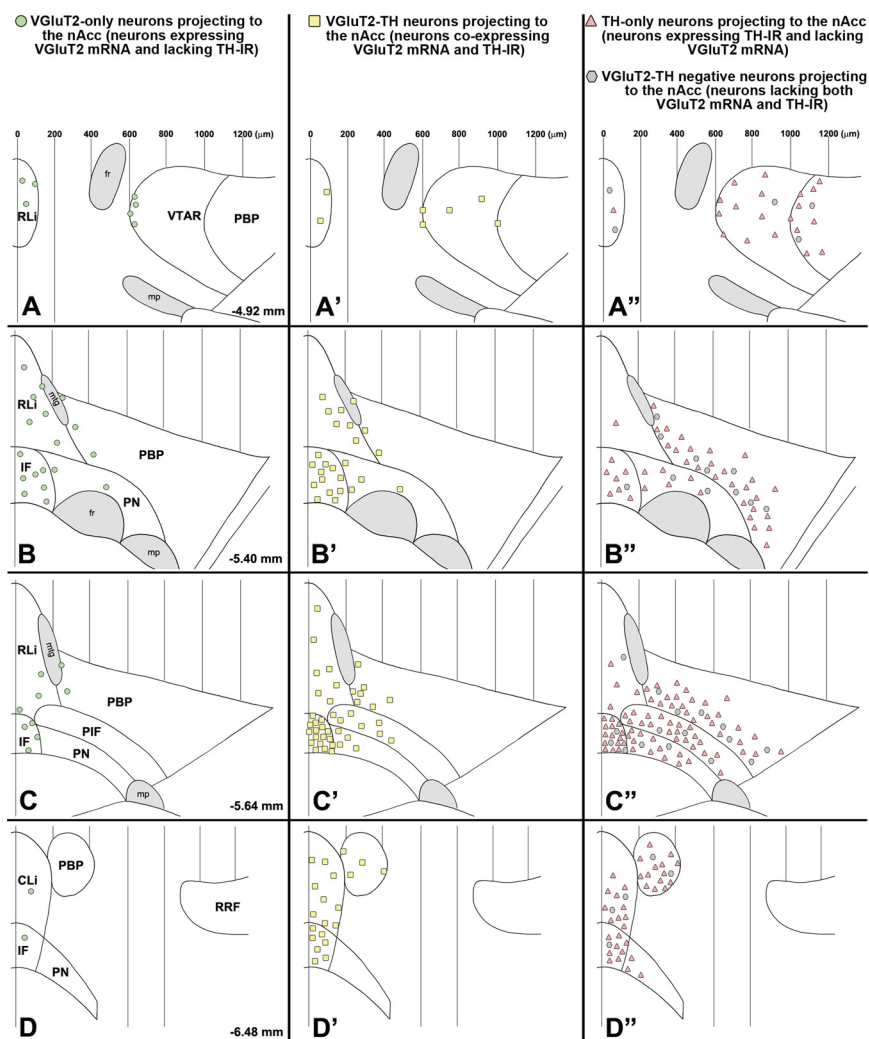 VGluT2-only neurons projecting to
the nAcc (neurons expressing
VGluT2 mRNA and lacking TH-IR)
VGluT2-TH neurons projecting to
the nAcc (neurons co-expressing
VGluT2 mRNA and TH-IR)
TH-only neurons projecting to the nAcc
(neurons expressing TH-IR and lacking
VGluT2 mRNA)
VGluT2-TH negative neurons projecting
to the nAcc (neurons lacking both
VGluT2 mRNA and TH-IR)
0 200 400 600 800 1000 1200 (µm)
0 200 400 600 800 1000 1200 (µm)
0 200 400 600 800 1000 1200 (µm)
fr
RLi
VTAR
PBP
mp
A
-4.92 mm
A'
A''
mtg
RLi
PBP
IF
PN
fr
mp
B
-5.40 mm
B'
B''
mtg
RLi
PBP
PIF
IF
PN
mp
C
-5.64 mm
C'
C''
PBP
CLi
RRF
IF
PN
D
-6.48 mm
D'
D''